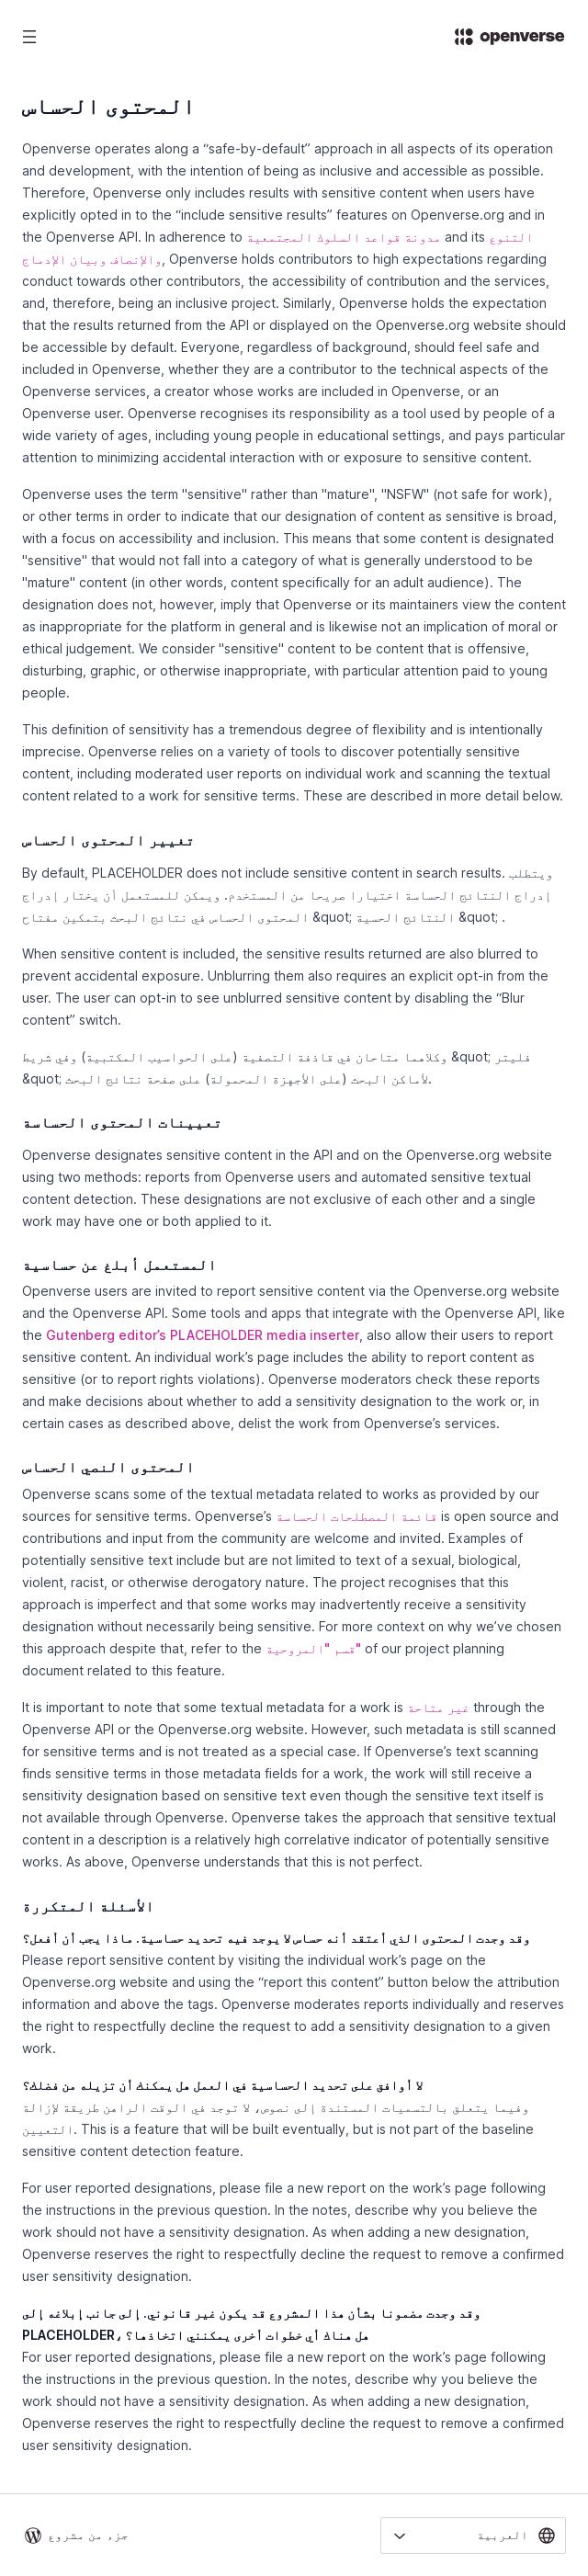 openverse
المحتوى الحساس
Openverse operates along a “safe-by-default” approach in all aspects of its operation
and development, with the intention of being as inclusive and accessible as possible.
Therefore, Openverse only includes results with sensitive content when users have
explicitly opted in to the “include sensitive results” features on Openverse.org and in
the Openverse API. In adherence to مدونة قواعد السلوك المجتمعية and its التنوع
والإنصاف وبيان الإدماج, Openverse holds contributors to high expectations regarding
conduct towards other contributors, the accessibility of contribution and the services,
and, therefore, being an inclusive project. Similarly, Openverse holds the expectation
that the results returned from the API or displayed on the Openverse.org website should
be accessible by default. Everyone, regardless of background, should feel safe and
included in Openverse, whether they are a contributor to the technical aspects of the
Openverse services, a creator whose works are included in Openverse, or an
Openverse user. Openverse recognises its responsibility as a tool used by people of a
wide variety of ages, including young people in educational settings, and pays particular
attention to minimizing accidental interaction with or exposure to sensitive content.
Openverse uses the term "sensitive" rather than "mature", "NSFW" (not safe for work),
or other terms in order to indicate that our designation of content as sensitive is broad,
with a focus on accessibility and inclusion. This means that some content is designated
"sensitive" that would not fall into a category of what is generally understood to be
"mature" content (in other words, content specifically for an adult audience). The
designation does not, however, imply that Openverse or its maintainers view the content
as inappropriate for the platform in general and is likewise not an implication of moral or
ethical judgement. We consider "sensitive" content to be content that is offensive,
disturbing, graphic, or otherwise inappropriate, with particular attention paid to young
people.
This definition of sensitivity has a tremendous degree of flexibility and is intentionally
imprecise. Openverse relies on a variety of tools to discover potentially sensitive
content, including moderated user reports on individual work and scanning the textual
content related to a work for sensitive terms. These are described in more detail below.
تغيير المحتوى الحساس
By default, PLACEHOLDER does not include sensitive content in search results. ويتطلب
إدراج النتائج الحساسة اختيارا صريحا من المستخدم. ويمكن للمستعمل أن يختار إدراج
المحتوى الحساس في نتائج البحث بتمكين مفتاح &quot; النتائج الحسية &quot; .
When sensitive content is included, the sensitive results returned are also blurred to
prevent accidental exposure. Unblurring them also requires an explicit opt-in from the
user. The user can opt-in to see unblurred sensitive content by disabling the “Blur
content” switch.
وكلاهما متاحان في قاذفة التصفية (على الحواسيب المكتبية) وفي شريط &quot; فليتر
&quot; لأماكن البحث (على الأجهزة المحمولة) على صفحة نتائج البحث.
تعيينات المحتوى الحساسة
Openverse designates sensitive content in the API and on the Openverse.org website
using two methods: reports from Openverse users and automated sensitive textual
content detection. These designations are not exclusive of each other and a single
work may have one or both applied to it.
المستعمل أبلغ عن حساسية
Openverse users are invited to report sensitive content via the Openverse.org website
and the Openverse API. Some tools and apps that integrate with the Openverse API, like
the Gutenberg editor’s PLACEHOLDER media inserter, also allow their users to report
sensitive content. An individual work’s page includes the ability to report content as
sensitive (or to report rights violations). Openverse moderators check these reports
and make decisions about whether to add a sensitivity designation to the work or, in
certain cases as described above, delist the work from Openverse’s services.
المحتوى النصي الحساس
Openverse scans some of the textual metadata related to works as provided by our
sources for sensitive terms. Openverse’s قائمة المصطلحات الحساسة is open source and
contributions and input from the community are welcome and invited. Examples of
potentially sensitive text include but are not limited to text of a sexual, biological,
violent, racist, or otherwise derogatory nature. The project recognises that this
approach is imperfect and that some works may inadvertently receive a sensitivity
designation without necessarily being sensitive. For more context on why we’ve chosen
this approach despite that, refer to the قسم "المروحية" of our project planning
document related to this feature.
It is important to note that some textual metadata for a work is غير متاحة through the
Openverse API or the Openverse.org website. However, such metadata is still scanned
for sensitive terms and is not treated as a special case. If Openverse’s text scanning
finds sensitive terms in those metadata fields for a work, the work will still receive a
sensitivity designation based on sensitive text even though the sensitive text itself is
not available through Openverse. Openverse takes the approach that sensitive textual
content in a description is a relatively high correlative indicator of potentially sensitive
works. As above, Openverse understands that this is not perfect.
الأسئلة المتكررة
وقد وجدت المحتوى الذي أعتقد أنه حساس لا يوجد فيه تحديد حساسية. ماذا يجب أن أفعل؟
Please report sensitive content by visiting the individual work’s page on the
Openverse.org website and using the “report this content” button below the attribution
information and above the tags. Openverse moderates reports individually and reserves
the right to respectfully decline the request to add a sensitivity designation to a given
work.
لا أوافق على تحديد الحساسية في العمل هل يمكنك أن تزيله من فضلك؟
وفيما يتعلق بالتسميات المستندة إلى نصوص، لا توجد في الوقت الراهن طريقة لإزالة
التعيين. This is a feature that will be built eventually, but is not part of the baseline
sensitive content detection feature.
For user reported designations, please file a new report on the work’s page following
the instructions in the previous question. In the notes, describe why you believe the
work should not have a sensitivity designation. As when adding a new designation,
Openverse reserves the right to respectfully decline the request to remove a confirmed
user sensitivity designation.
وقد وجدت مضمونا بشأن هذا المشروع قد يكون غير قانوني. إلى جانب إبلاغه إلى
PLACEHOLDER، هل هناك أي خطوات أخرى يمكنني اتخاذها؟
For user reported designations, please file a new report on the work’s page following
the instructions in the previous question. In the notes, describe why you believe the
work should not have a sensitivity designation. As when adding a new designation,
Openverse reserves the right to respectfully decline the request to remove a confirmed
user sensitivity designation.
جزء من مشروع
العربية